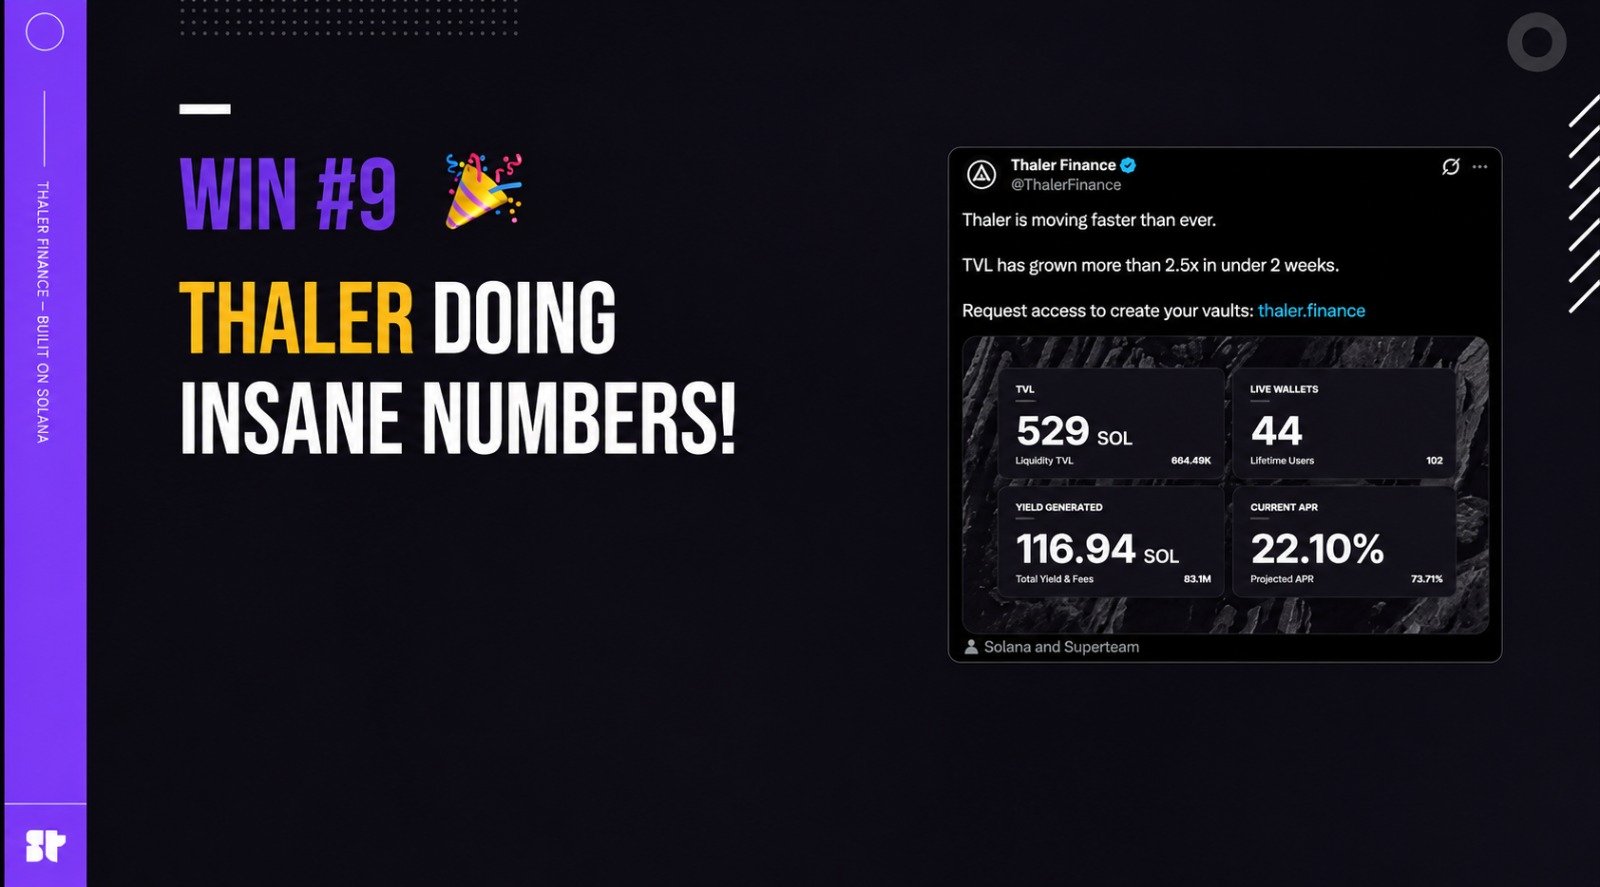 THALER FINANCE — BUILIT ON SOLANA
WIN #9
THALER DOING
INSANE NUMBERS!
Thaler Finance
@ThalerFinance
Thaler is moving faster than ever.
TVL has grown more than 2.5x in under 2 weeks.
Request access to create your vaults: thaler.finance
TVL
529 SOL
Liquidity TVL 664.49K
LIVE WALLETS
44
Lifetime Users 102
YIELD GENERATED
116.94 SOL
Total Yield & Fees 83.1M
CURRENT APR
22.10%
Projected APR 73.71%
Solana and Superteam
st